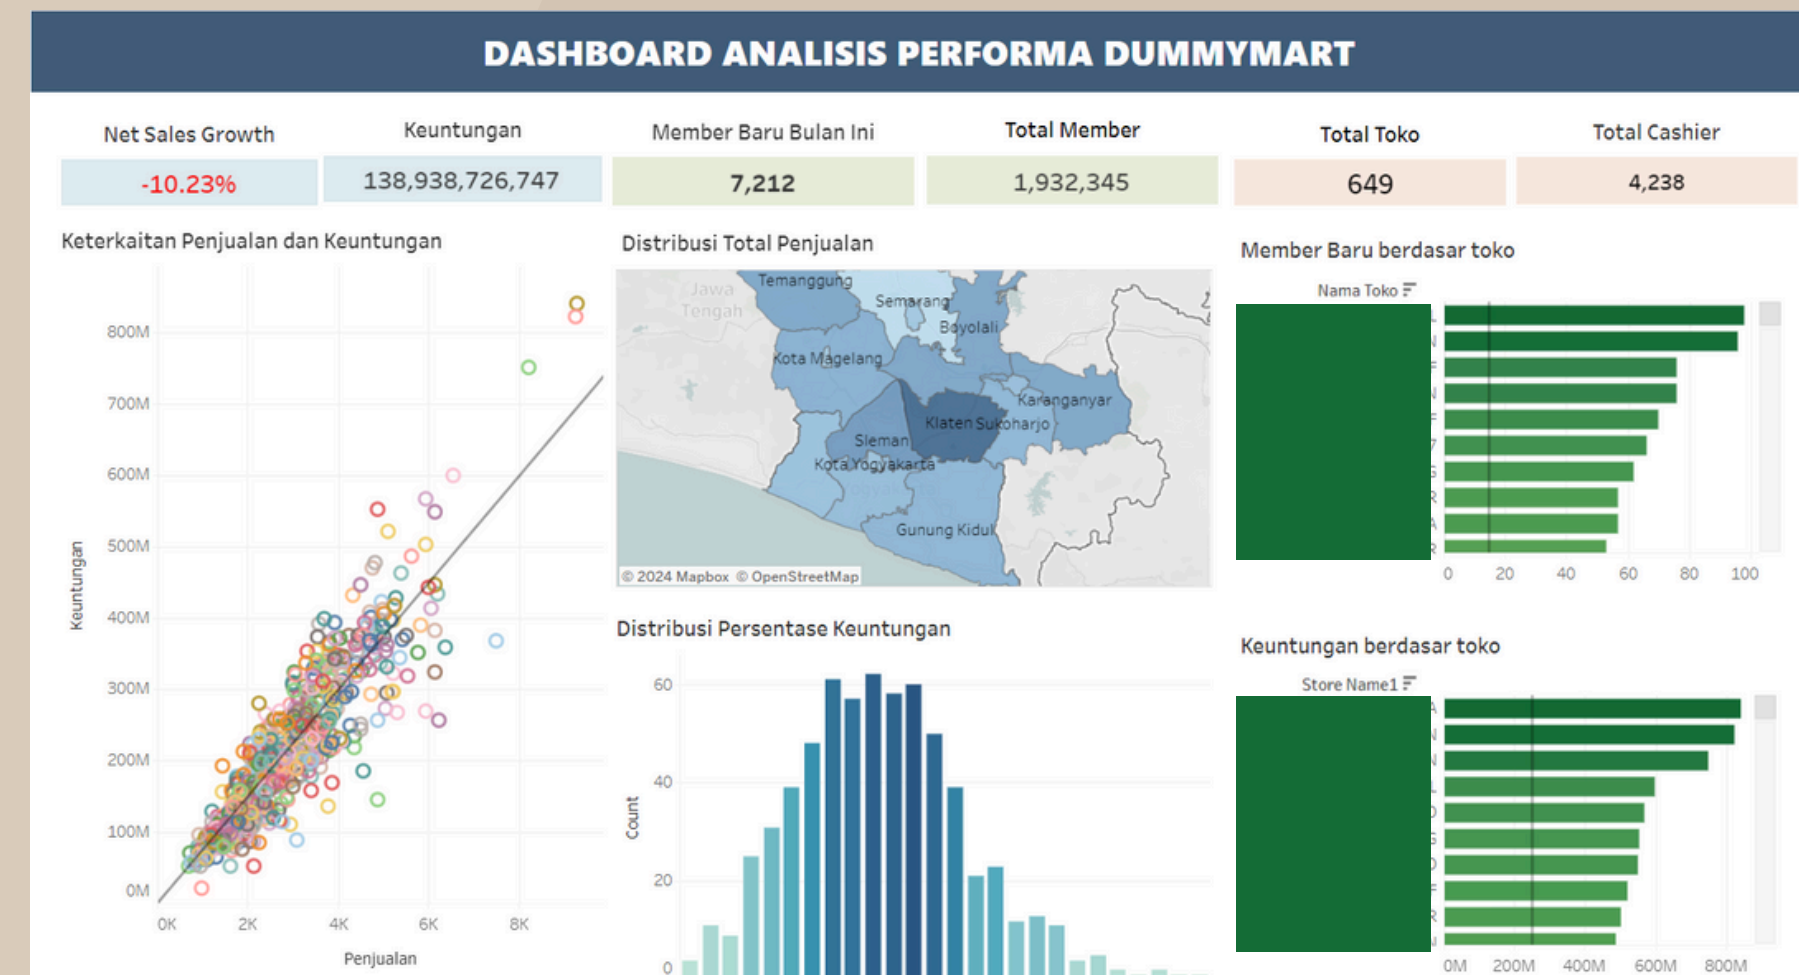 DASHBOARD ANALISIS PERFORMA DUMMYMART
Net Sales Growth
-10.23%
Keuntungan
138,938,726,747
Member Baru Bulan Ini
7,212
Total Member
1,932,345
Total Toko
649
Total Cashier
4,238
Keterkaitan Penjualan dan Keuntungan
Keuntungan
800M
700M
600M
500M
400M
300M
200M
100M
0M
0K
2K
4K
6K
8K
Penjualan
Distribusi Total Penjualan
Jawa
Tengah
Temanggung
Semarang
Boyolali
Kota Magelang
Karanganyar
Klaten
Sukoharjo
Sleman
Kota Yogyakarta
Gunung Kidul
© 2024 Mapbox © OpenStreetMap
Distribusi Persentase Keuntungan
Count
60
40
20
0
Member Baru berdasar toko
Nama Toko
0
20
40
60
80
100
Keuntungan berdasar toko
Store Name1
0M
200M
400M
600M
800M